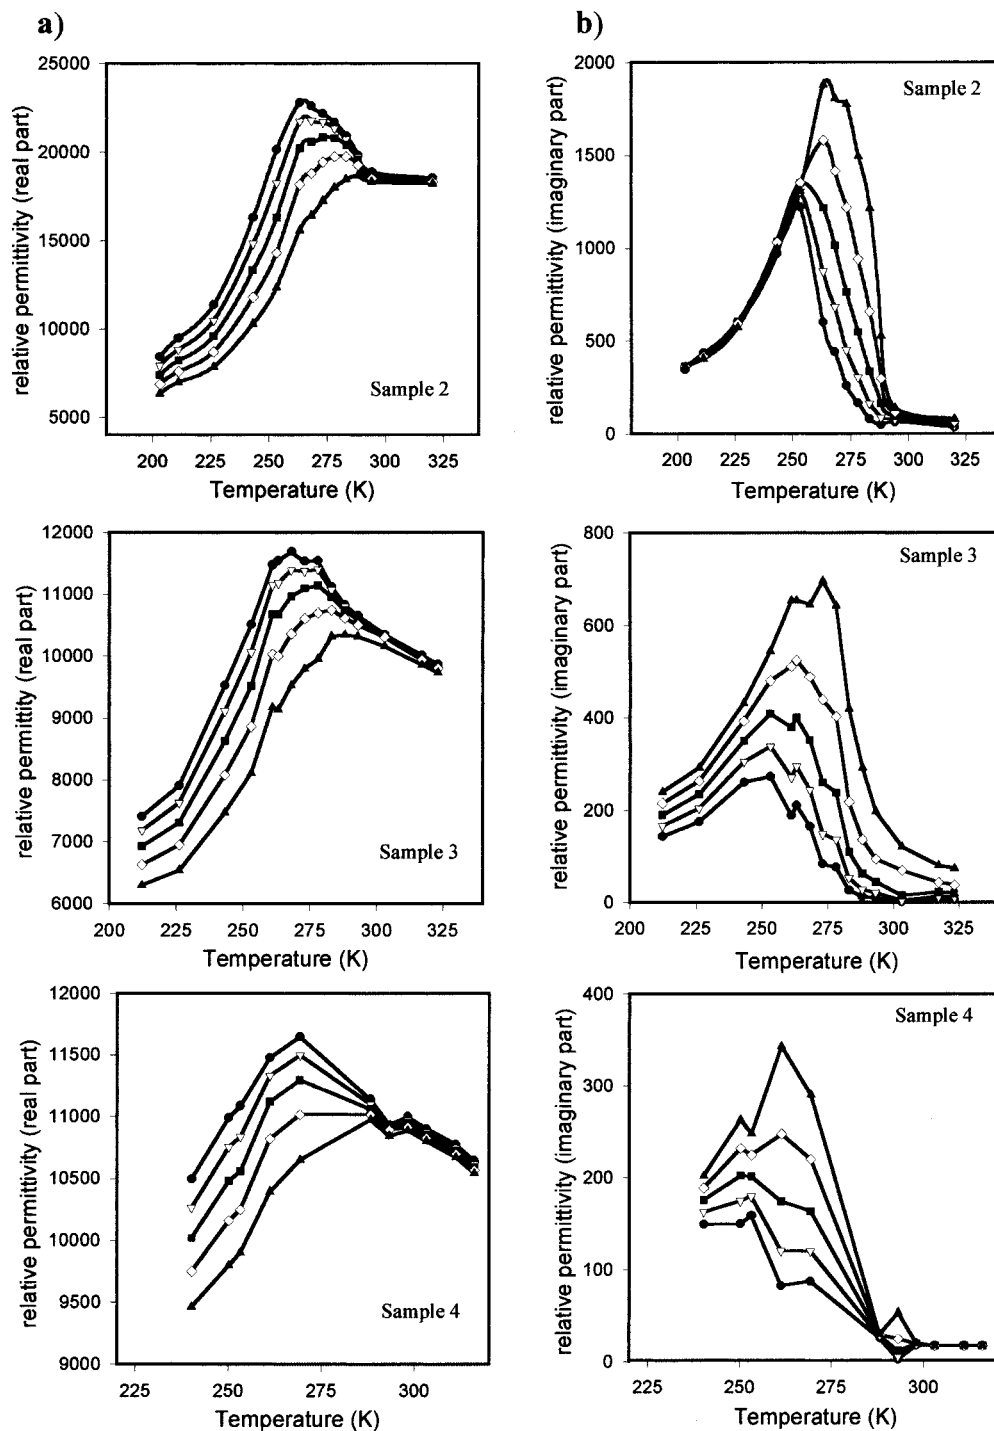 a)
b)
25000
20000
15000
10000
5000
relative permittivity (real part)
Sample 2
200 225 250 275 300 325
Temperature (K)
2000
1500
1000
500
0
relative permittivity (imaginary part)
Sample 2
200 225 250 275 300 325
Temperature (K)
12000
11000
10000
9000
8000
7000
6000
relative permittity (real part)
Sample 3
200 225 250 275 300 325
Temperature (K)
800
600
400
200
0
relative permittivity (imaginary part)
Sample 3
200 225 250 275 300 325
Temperature (K)
12000
11500
11000
10500
10000
9500
9000
relative permittivity (real part)
Sample 4
225 250 275 300
Temperature (K)
400
300
200
100
0
relative permittivity (imaginary part)
Sample 4
225 250 275 300
Temperature (K)